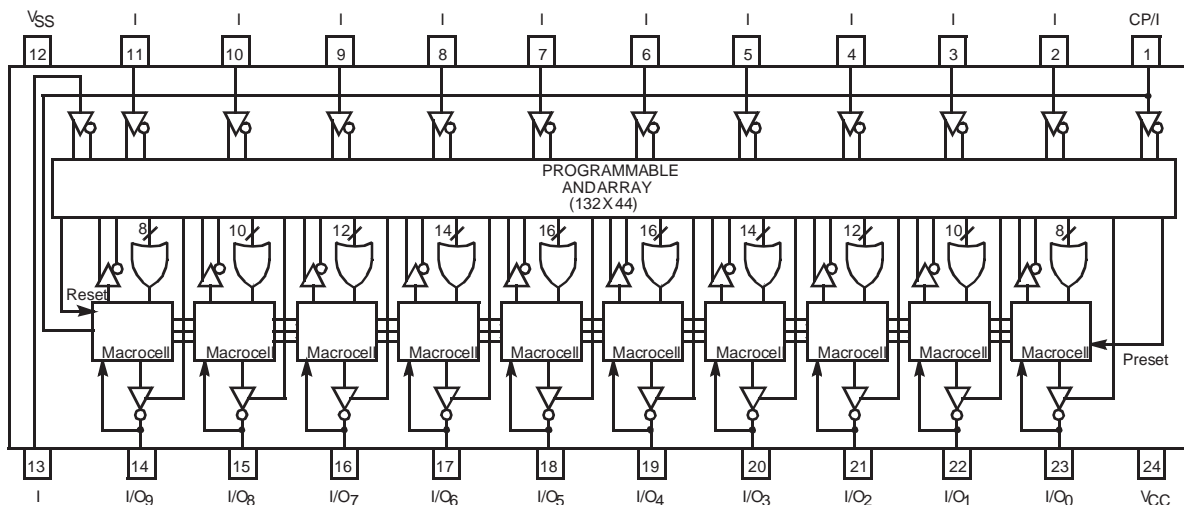 VSS I I I I I I I I I I CP/I
12 11 10 9 8 7 6 5 4 3 2 1
PROGRAMMABLE
ANDARRAY
(132X44)
8 10 12 14 16 16 14 12 10 8
Reset
Macrocell Macrocell Macrocell Macrocell Macrocell Macrocell Macrocell Macrocell Macrocell Macrocell
Preset
13 14 15 16 17 18 19 20 21 22 23 24
I I/O9 I/O8 I/O7 I/O6 I/O5 I/O4 I/O3 I/O2 I/O1 I/O0 VCC